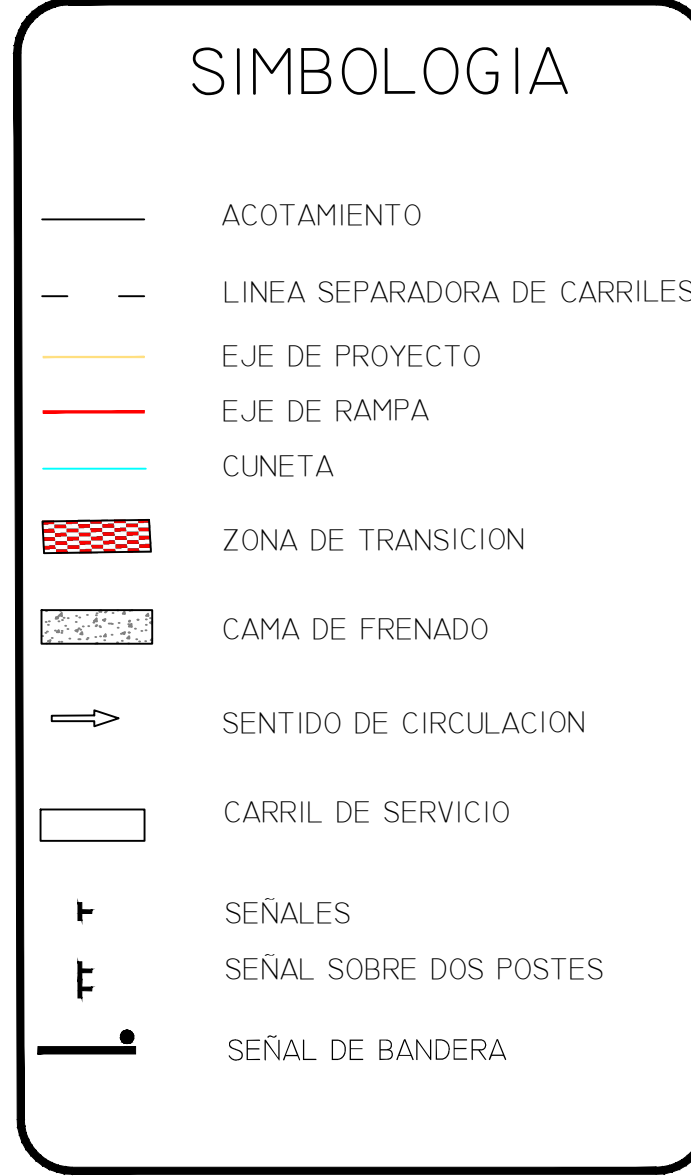 SIMBOLOGIA
ACOTAMIENTO
LINEA SEPARADORA DE CARRILES
EJE DE PROYECTO
EJE DE RAMPA
CUNETA
ZONA DE TRANSICION
CAMA DE FRENADO
SENTIDO DE CIRCULACION
CARRIL DE SERVICIO
SEÑALES
SEÑAL SOBRE DOS POSTES
SEÑAL DE BANDERA